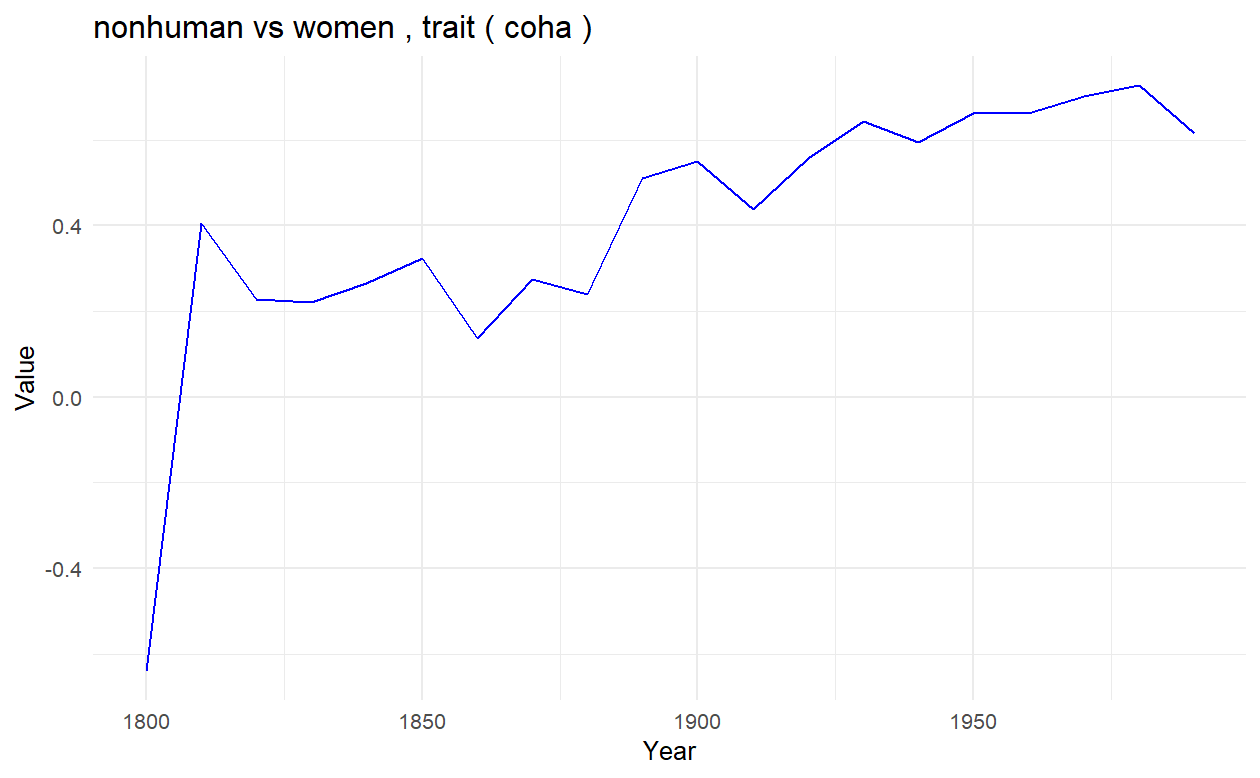 nonhuman vs women , trait ( coha )
Value
0.4
0.0
-0.4
1800 1850 1900 1950
Year